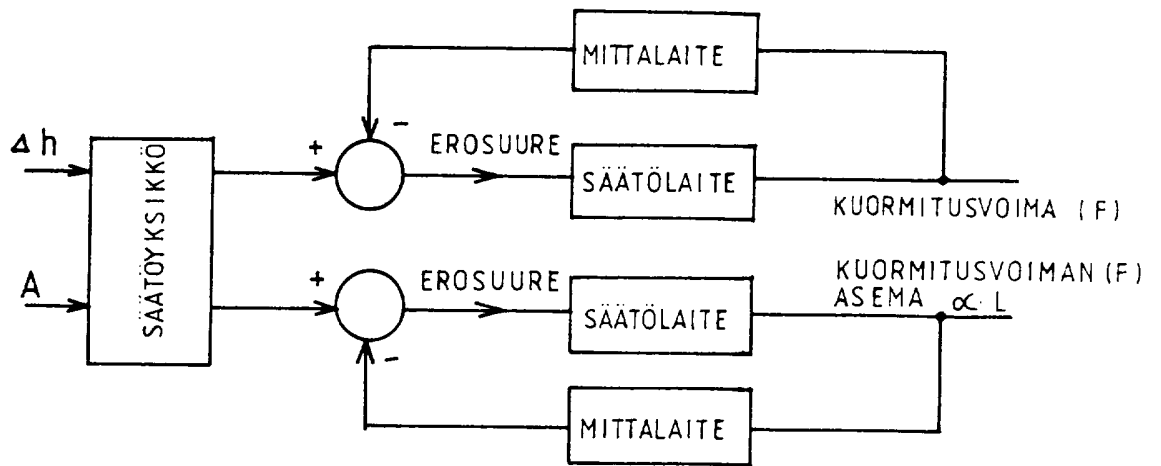 MITTALAITE
Δh
SÄÄTÖYKSIKKÖ
+
-
EROSUURE
SÄÄTÖLAITE
KUORMITUSVOIMA (F)
A
+
-
EROSUURE
SÄÄTÖLAITE
KUORMITUSVOIMAN (F)
ASEMA α·L
MITTALAITE